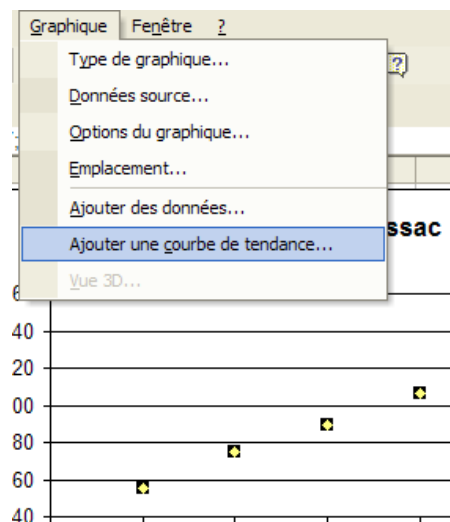 Graphique Fenêtre ?
Type de graphique...
Données source...
Options du graphique...
Emplacement...
Ajouter des données...
ssac
Ajouter une courbe de tendance...
Vue 3D...
6
40
20
00
80
60
40